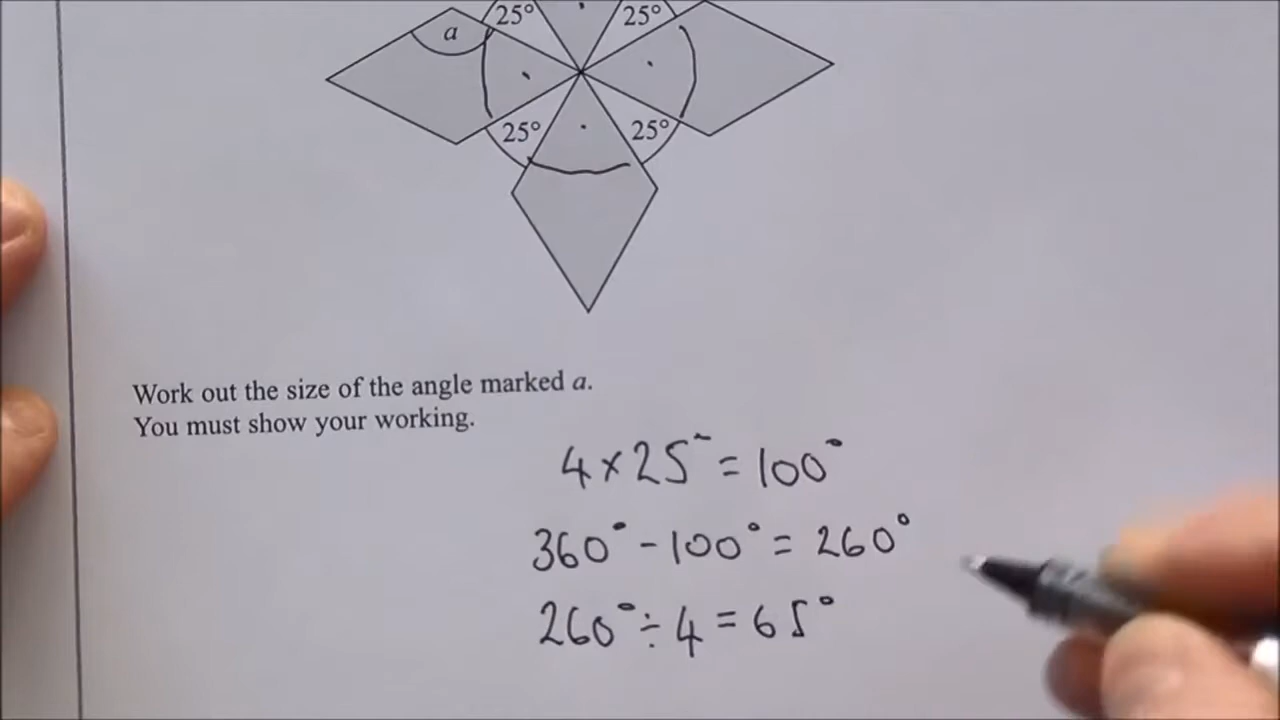 25° 25°
a
25° 25°
Work out the size of the angle marked a.
You must show your working.
4 × 25° = 100°
360° - 100° = 260°
260° ÷ 4 = 65°